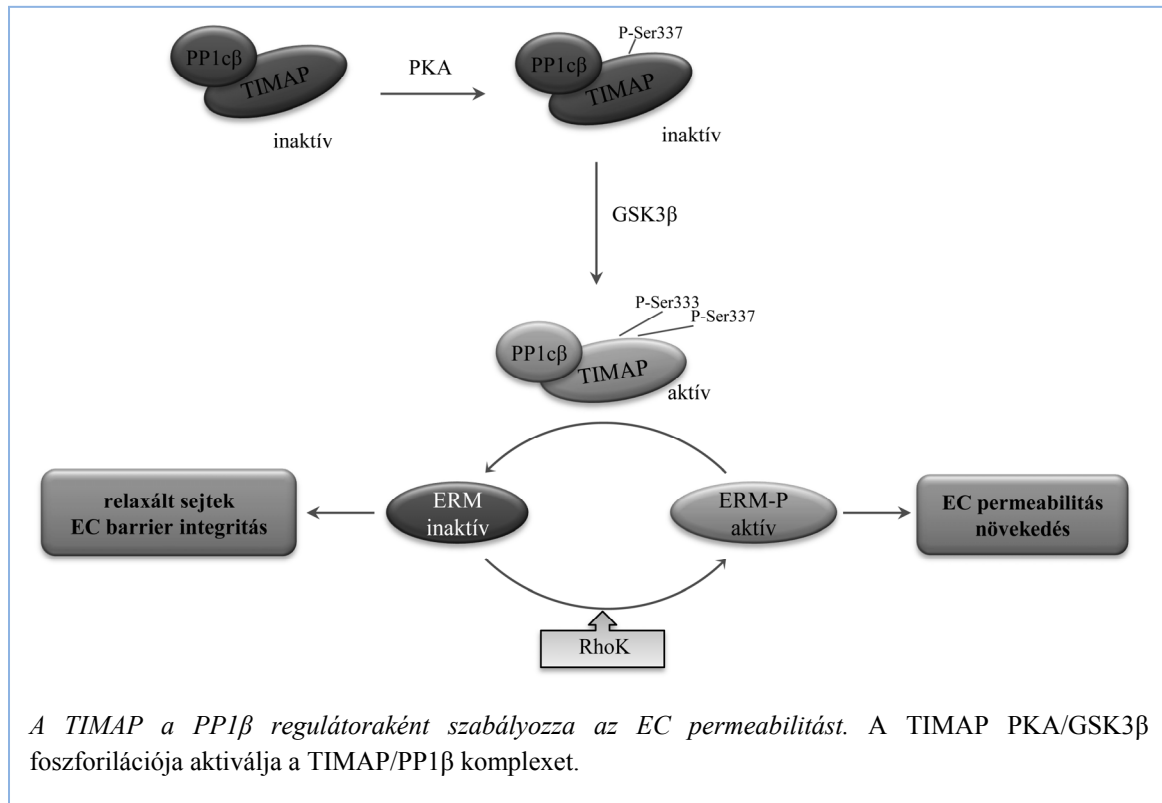 P-Ser337
PP1cβ
TIMAP
PKA
PP1cβ
TIMAP
inaktív
inaktív
GSK3β
P-Ser333
P-Ser337
PP1cβ
TIMAP
aktív
relaxált sejtek
EC barrier integritás
ERM
inaktív
ERM-P
aktív
EC permeabilitás
növekedés
RhoK
A TIMAP a PP1β regulátoraként szabályozza az EC permeabilitást. A TIMAP PKA/GSK3β
foszforilációja aktiválja a TIMAP/PP1β komplexet.